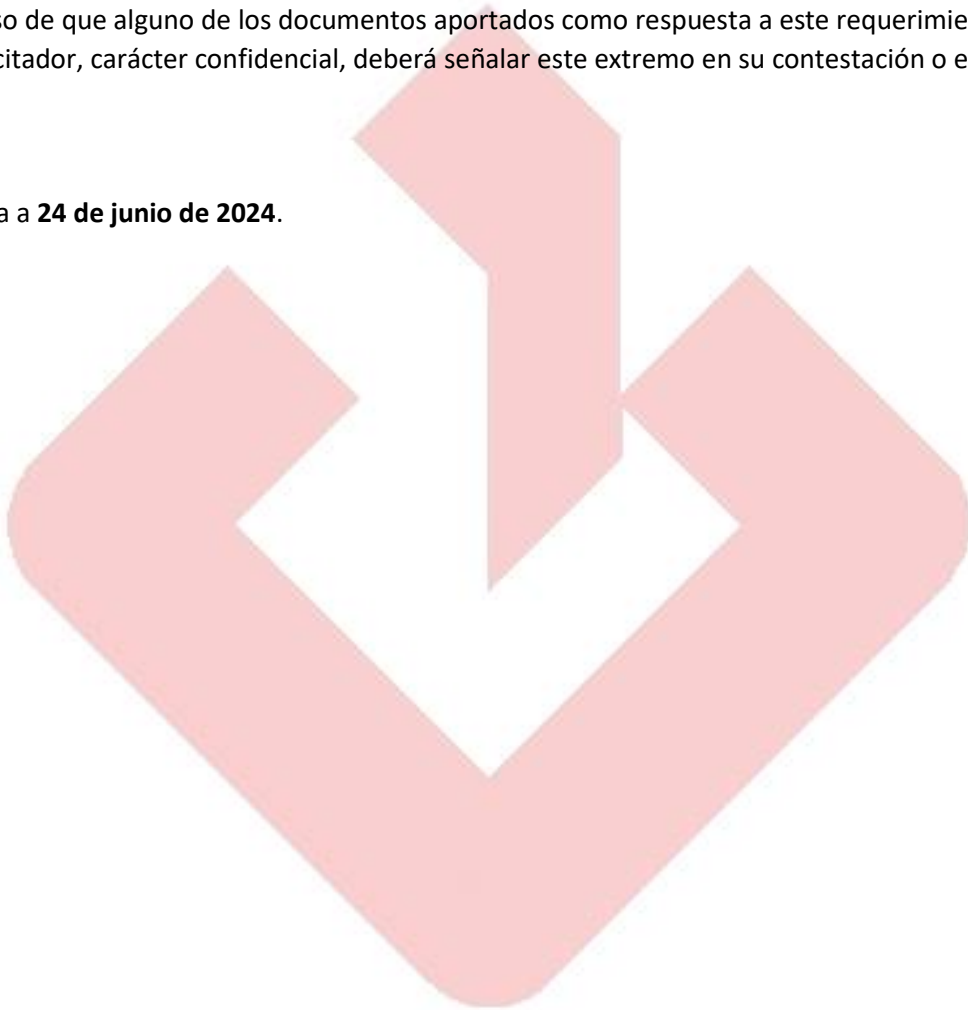 so de que alguno de los documentos aportados como respuesta a este requerimie
citador, carácter confidencial, deberá señalar este extremo en su contestación o e
a a 24 de junio de 2024.